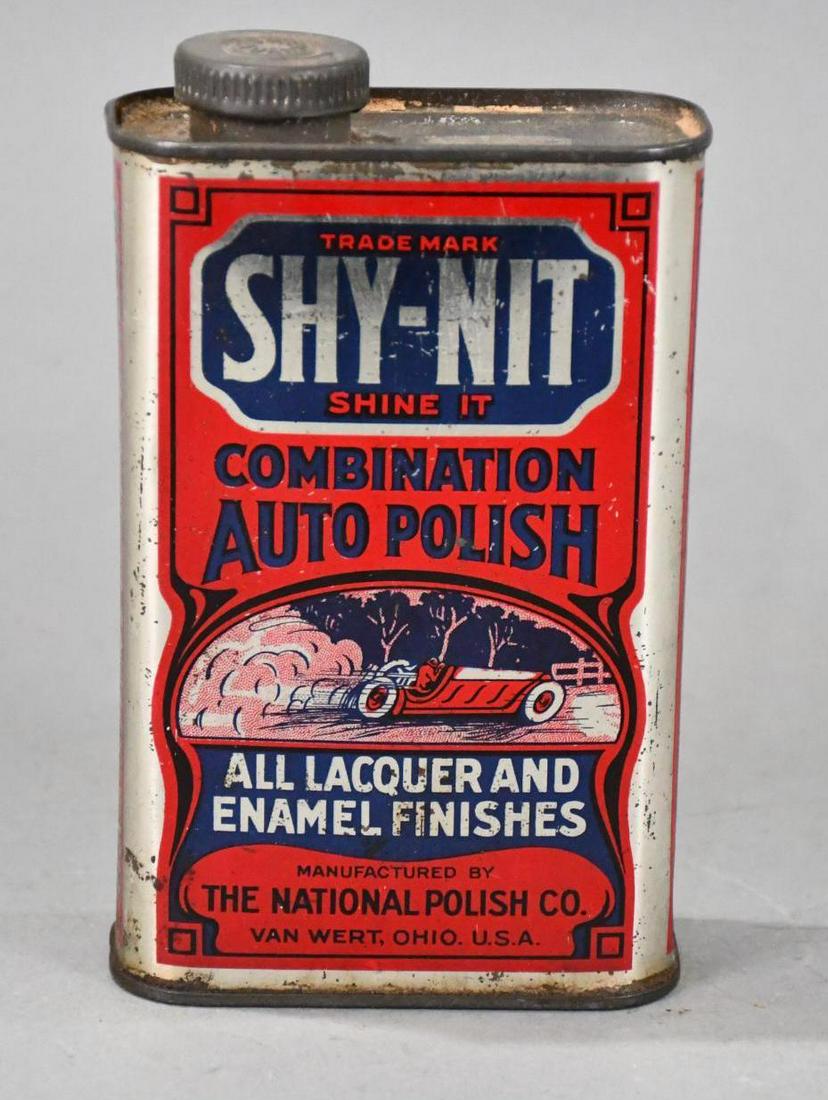 TRADE MARK
SHY-NIT
SHINE IT
COMBINATION
AUTO POLISH
ALL LACQUER AND
ENAMEL FINISHES
MANUFACTURED BY
THE NATIONAL POLISH CO.
VAN WERT, OHIO. U.S.A.